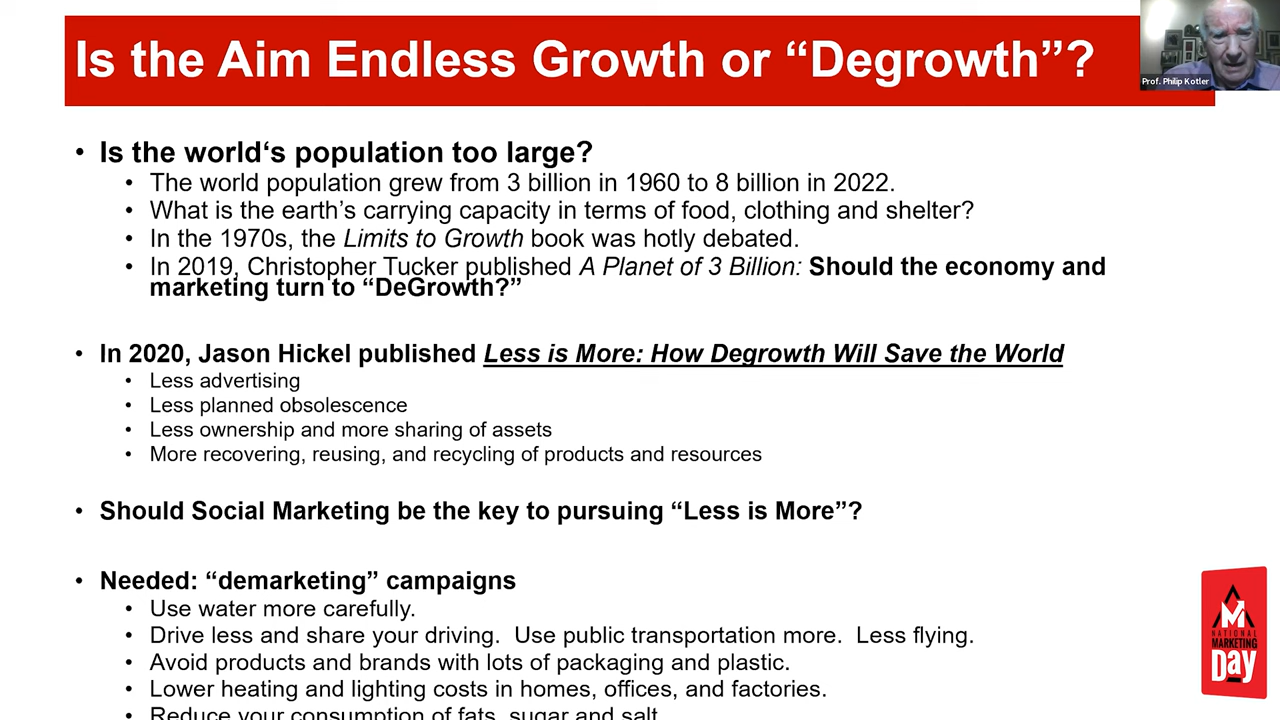 Is the Aim Endless Growth or “Degrowth”?
Prof. Philip Kotler
• Is the world‘s population too large?
• The world population grew from 3 billion in 1960 to 8 billion in 2022.
• What is the earth’s carrying capacity in terms of food, clothing and shelter?
• In the 1970s, the Limits to Growth book was hotly debated.
• In 2019, Christopher Tucker published A Planet of 3 Billion: Should the economy and
marketing turn to “DeGrowth?”
• In 2020, Jason Hickel published Less is More: How Degrowth Will Save the World
• Less advertising
• Less planned obsolescence
• Less ownership and more sharing of assets
• More recovering, reusing, and recycling of products and resources
• Should Social Marketing be the key to pursuing “Less is More”?
• Needed: “demarketing” campaigns
• Use water more carefully.
• Drive less and share your driving.  Use public transportation more.  Less flying.
• Avoid products and brands with lots of packaging and plastic.
• Lower heating and lighting costs in homes, offices, and factories.
• Reduce your consumption of fats, sugar and salt
NATIONAL
MARKETING
Day